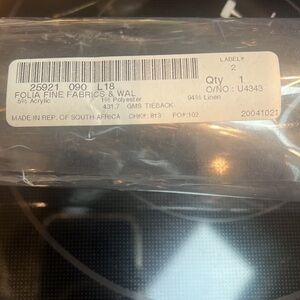 LABEL#
2
25921 090 L18
Qty 1
FOLIA FINE FABRICS & WAL
O/NO: U4343
5% Acrylic 1% Polyester 94% Linen
431.7 GMS TIEBACK
MADE IN REP. OF SOUTH AFRICA CHK#: 813 PO#:102
20041021